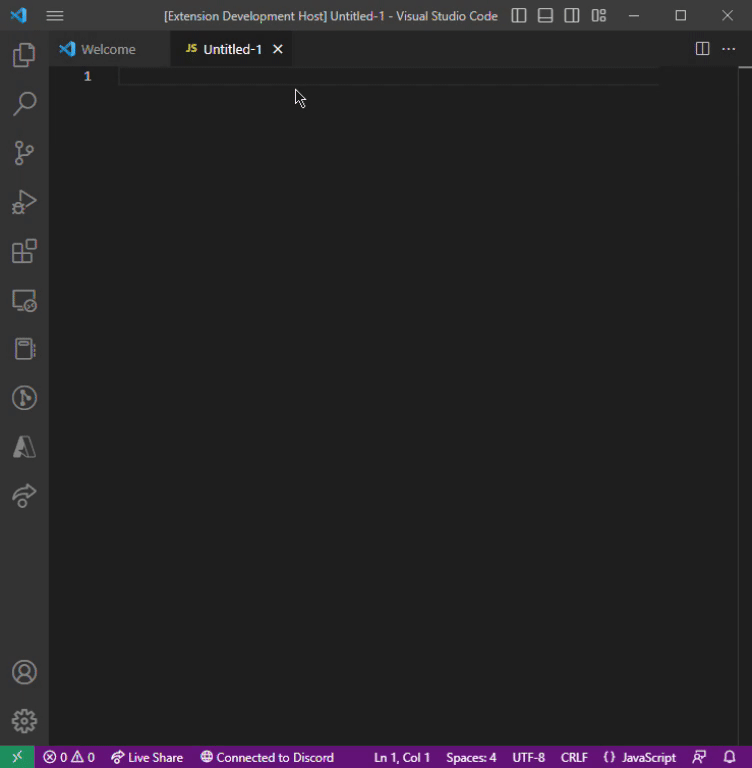 [Extension Development Host] Untitled-1 - Visual Studio Code
Welcome
JS Untitled-1
1
0 0 Live Share Connected to Discord Ln 1, Col 1 Spaces: 4 UTF-8 CRLF {} JavaScript